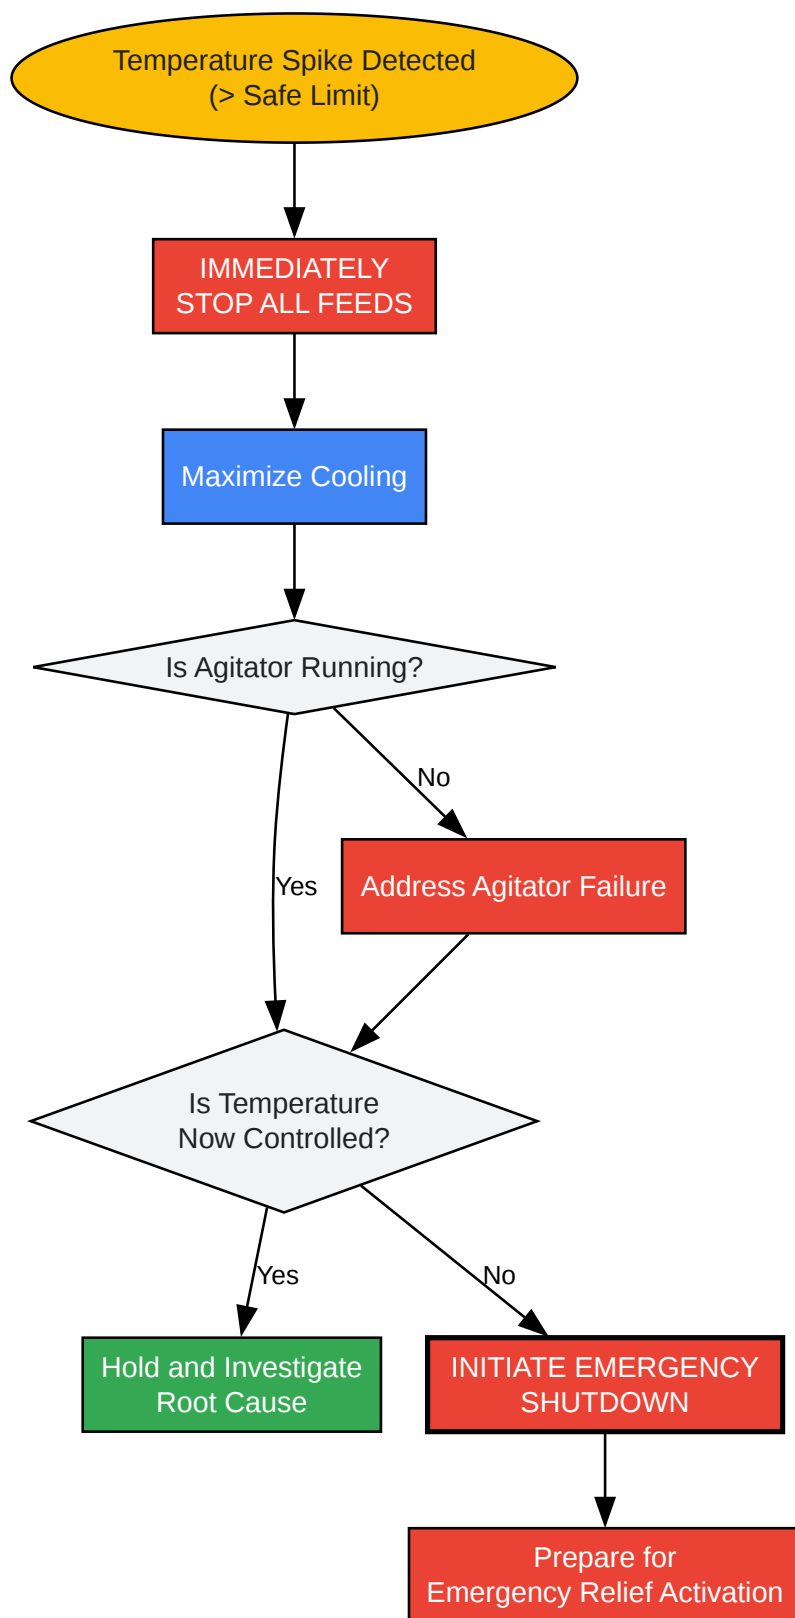 Temperature Spike Detected
(> Safe Limit)
IMMEDIATELY
STOP ALL FEEDS
Maximize Cooling
Is Agitator Running?
No
Yes
Address Agitator Failure
Is Temperature
Now Controlled?
Yes
No
Hold and Investigate
Root Cause
INITIATE EMERGENCY
SHUTDOWN
Prepare for
Emergency Relief Activation